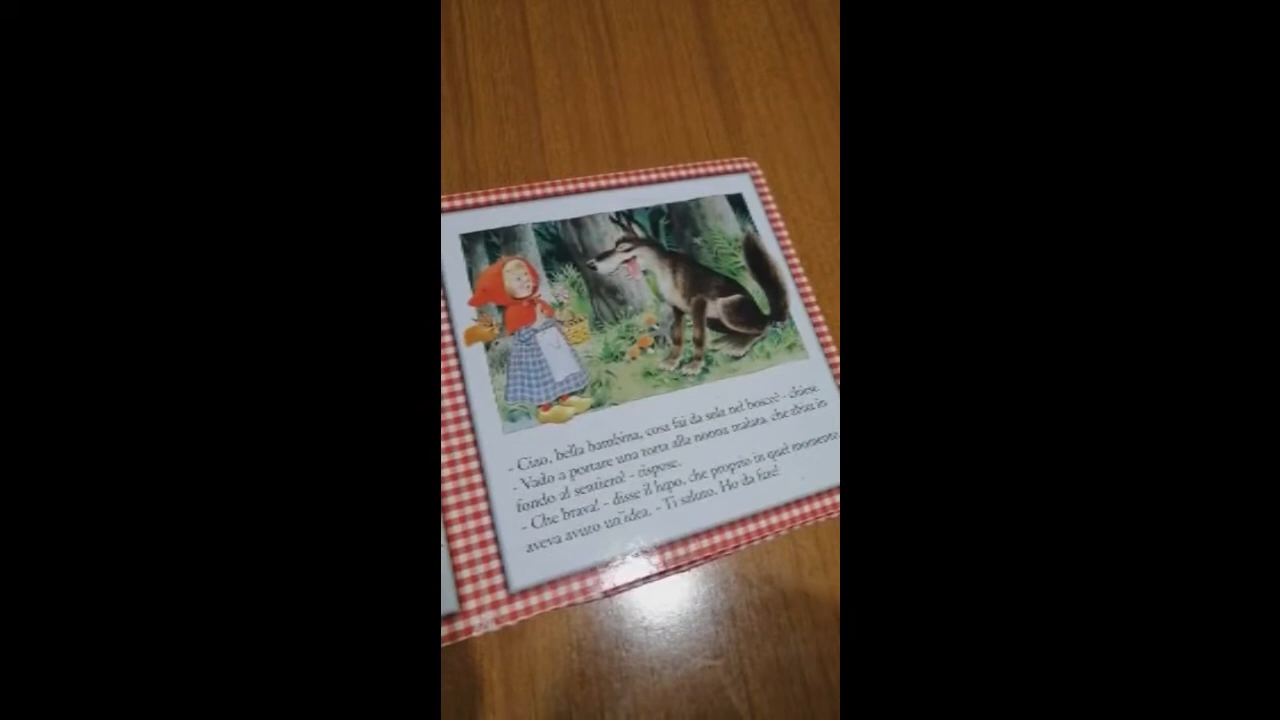 - Ciao, bella bambina, cosa fai da sola nel bosco? - chiese.
- Vado a portare una torta alla nonna malata, che abita in
fondo al sentiero! - rispose.
- Che brava! - disse il lupo, che proprio in quel momento
aveva avuto un'idea. - Ti saluto. Ho da fare!